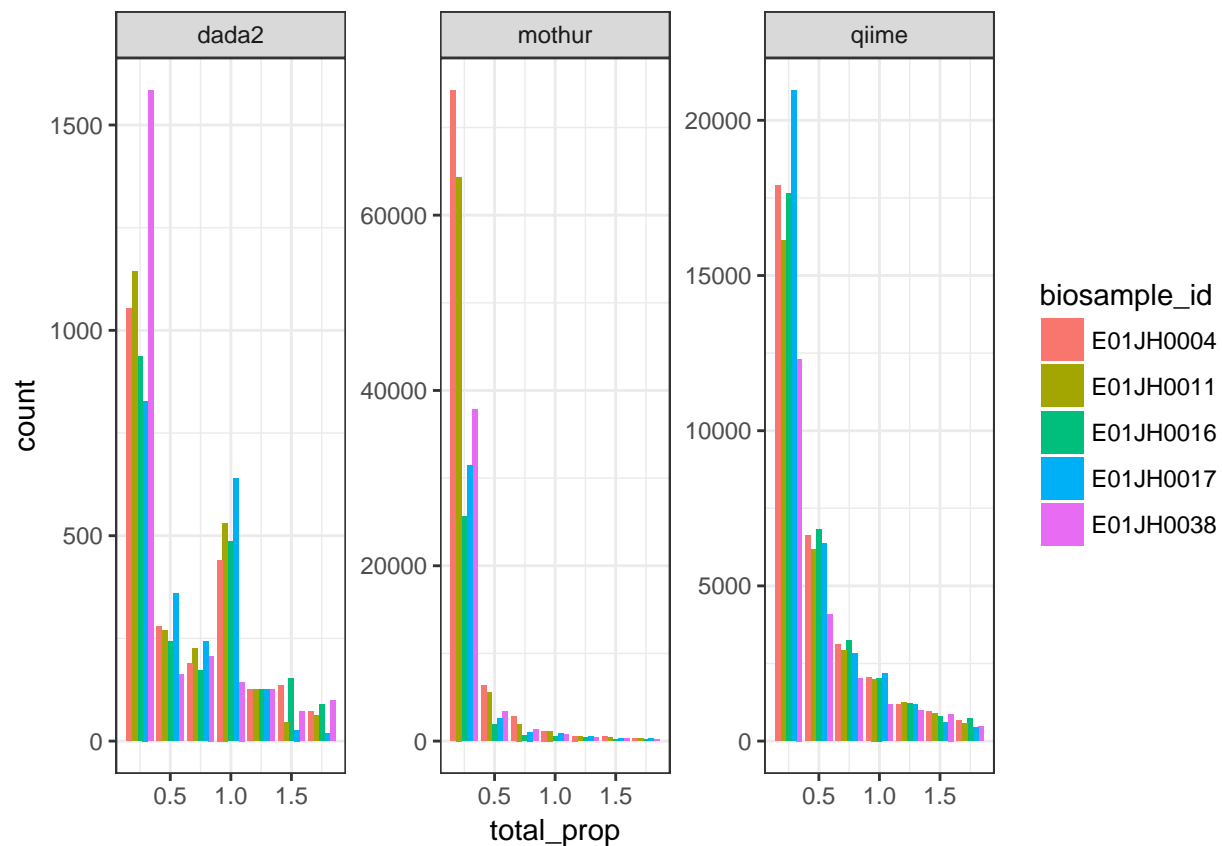 dada2
mothur
qiime
count
1500
1000
500
0
60000
40000
20000
0
20000
15000
10000
5000
0
0.5 1.0 1.5
0.5 1.0 1.5
0.5 1.0 1.5
total_prop
biosample_id
E01JH0004
E01JH0011
E01JH0016
E01JH0017
E01JH0038